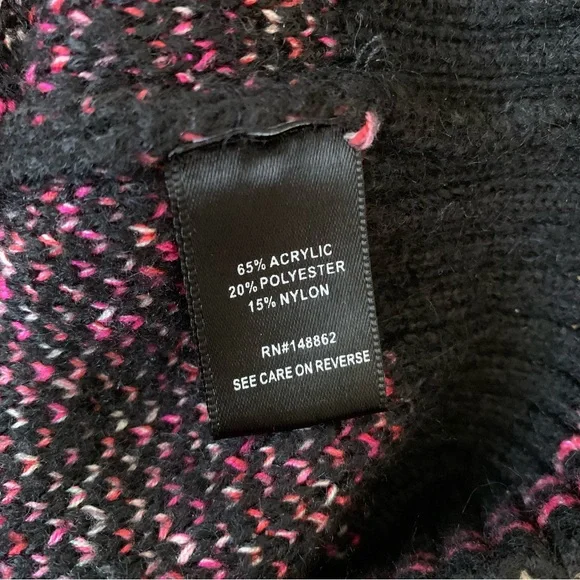 65% ACRYLIC
20% POLYESTER
15% NYLON
RN#148862
SEE CARE ON REVERSE